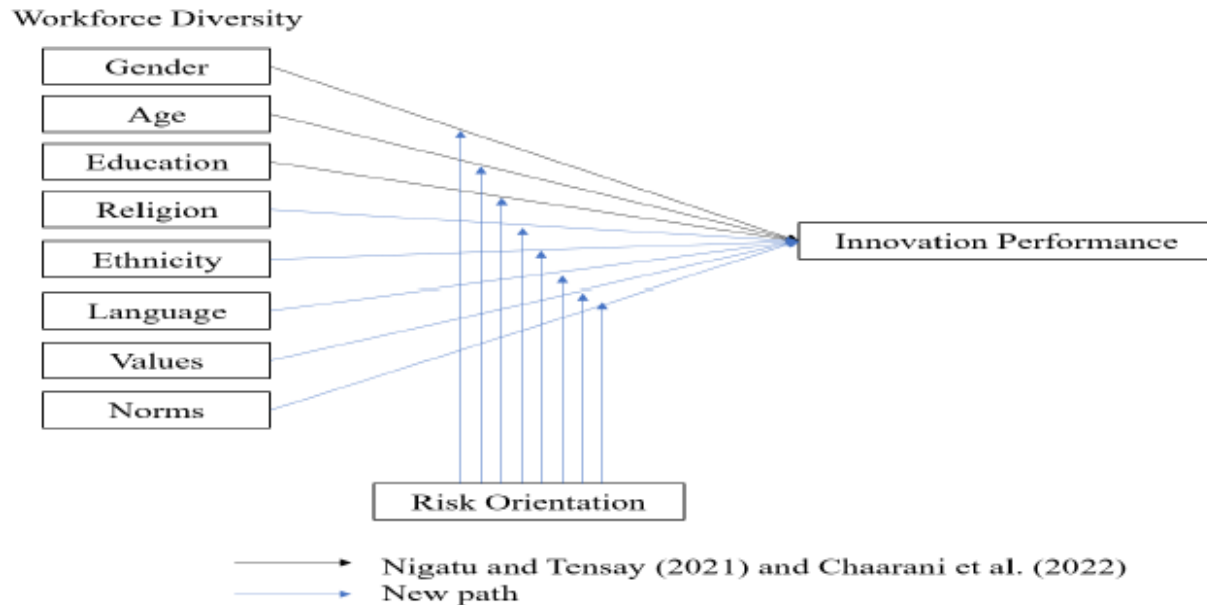 Workforce Diversity
Gender
Age
Education
Religion
Ethnicity
Language
Values
Norms
Innovation Performance
Risk Orientation
Nigatu and Tensay (2021) and Chaarani et al. (2022)
New path